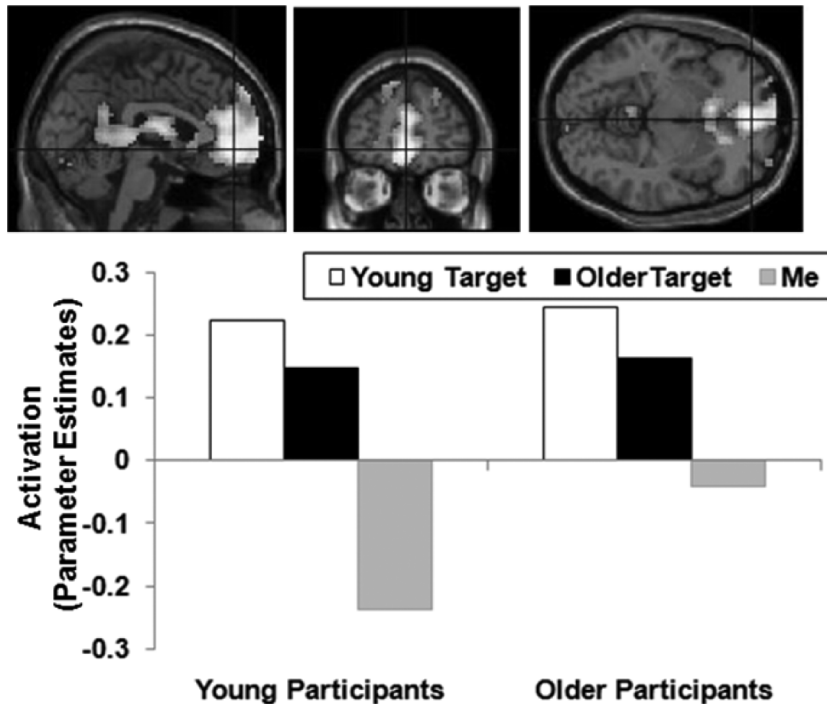 0.3
Young Target OlderTarget Me
0.2
0.1
0
-0.1
-0.2
-0.3
Activation
(Parameter Estimates)
Young Participants Older Participants